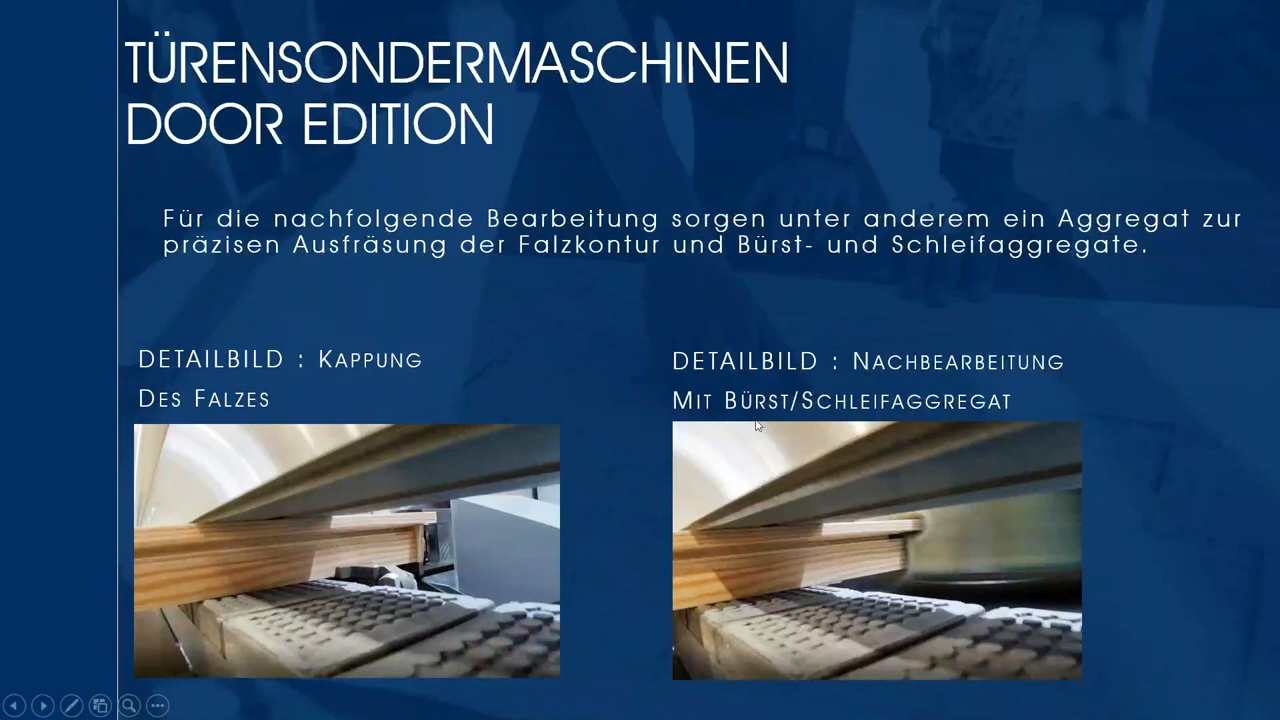 TÜRENSONDERMASCHINEN
DOOR EDITION
Für die nachfolgende Bearbeitung sorgen unter anderem ein Aggregat zur
präzisen Ausfräsung der Falzkontur und Bürst- und Schleifaggregate.
DETAILBILD : KAPPUNG
DES FALZES
DETAILBILD : NACHBEARBEITUNG
MIT BÜRST/SCHLEIFAGGREGAT